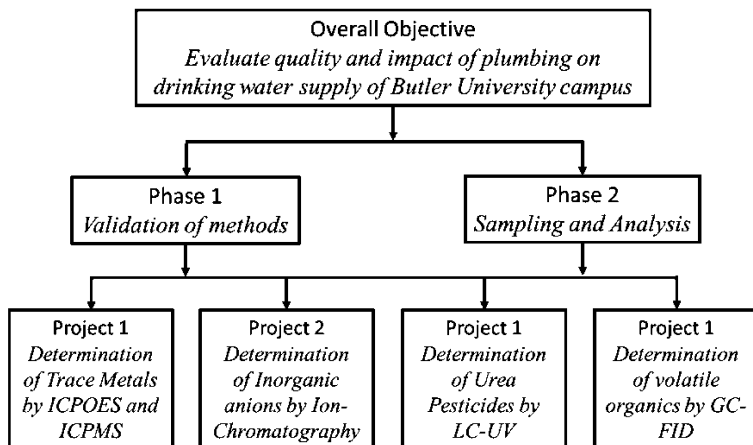 Overall Objective
Evaluate quality and impact of plumbing on
drinking water supply of Butler University campus
Phase 1
Validation of methods
Phase 2
Sampling and Analysis
Project 1
Determination
of Trace Metals
by ICPOES and
ICPMS
Project 2
Determination
of Inorganic
anions by Ion-
Chromatography
Project 1
Determination
of Urea
Pesticides by
LC-UV
Project 1
Determination
of volatile
organics by GC-
FID